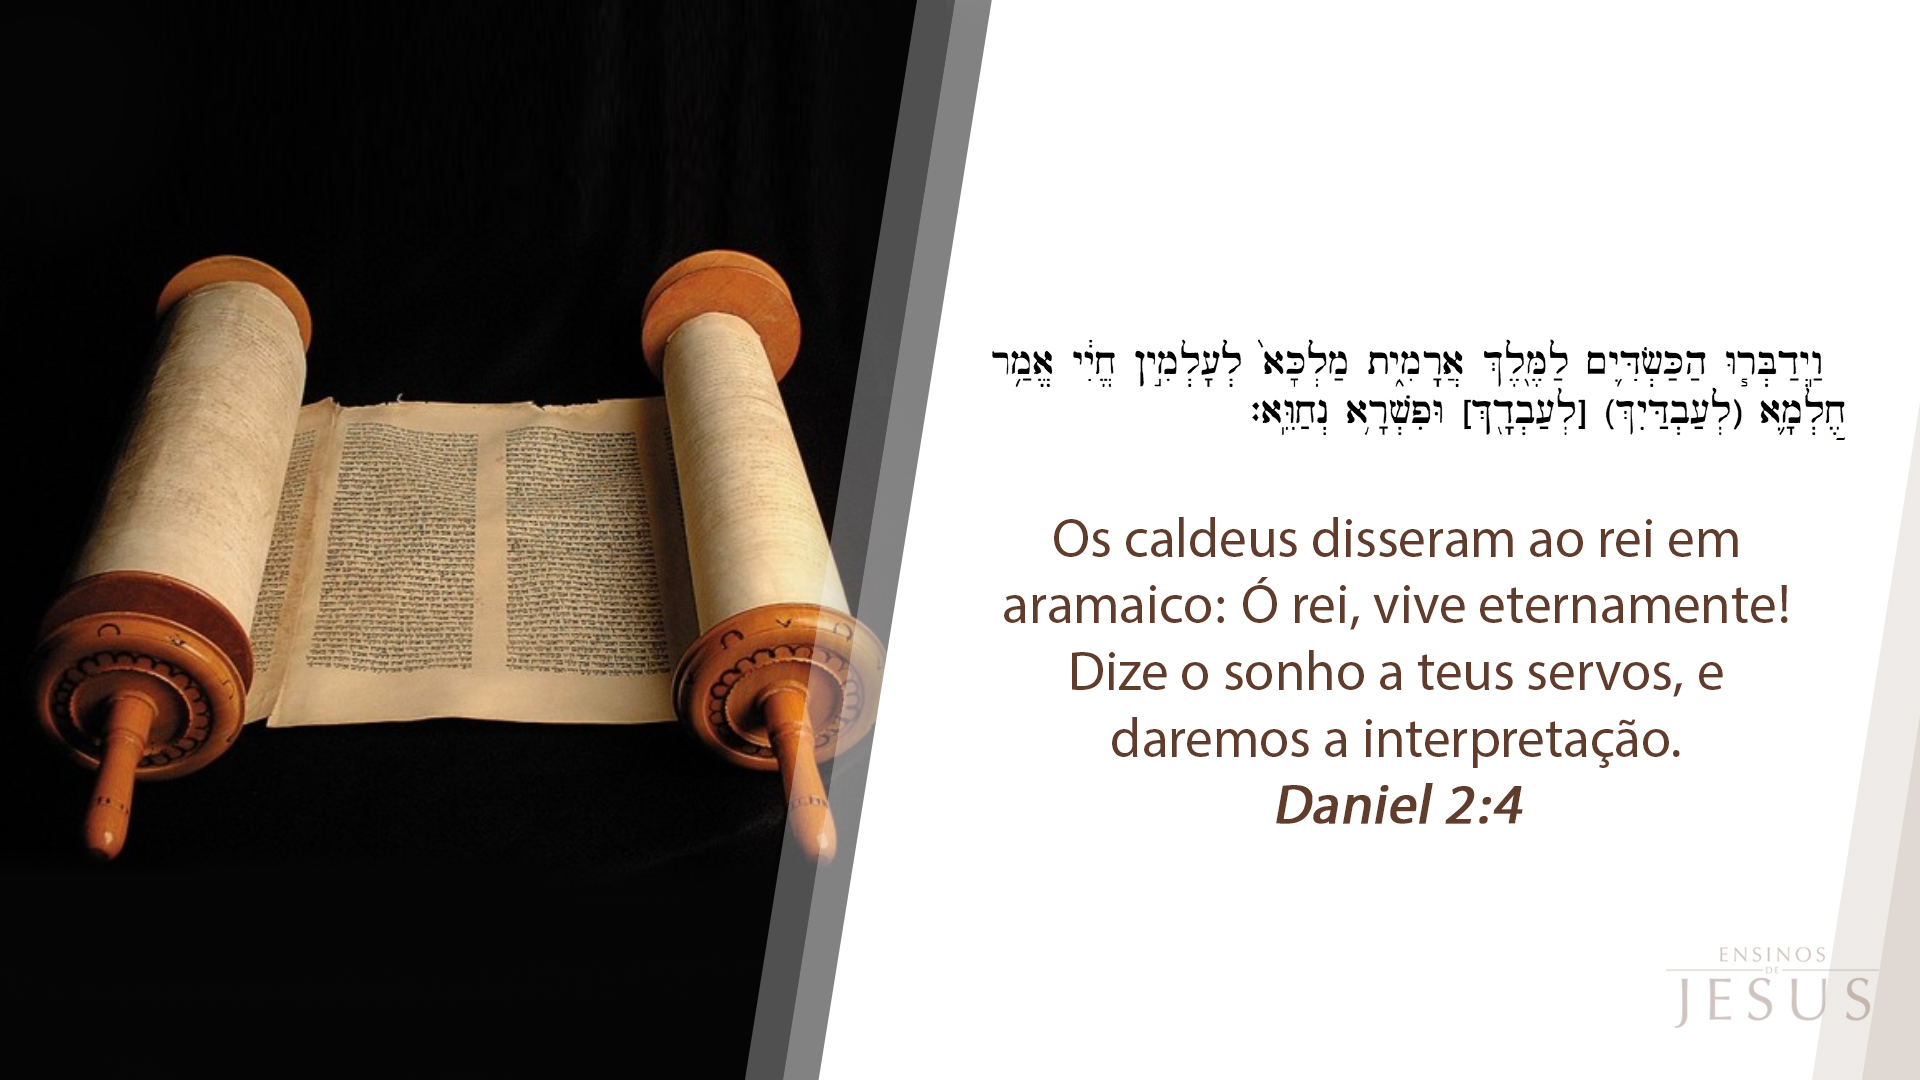 וַֽיְדַבְּר֧וּ הַכַּשְׂדִּ֛ים לַמֶּ֖לֶךְ אֲרָמִ֑ית מַלְכָּא֙ לְעָלְמִ֣ין חֱיִ֔י אֱמַ֥ר
חֶלְמָ֛א (לְעַבְדַּיִךְ) [לְעַבְדָ֖ךְ] וּפִשְׁרָ֥א נְחַוֵּֽא׃
Os caldeus disseram ao rei em
aramaico: Ó rei, vive eternamente!
Dize o sonho a teus servos, e
daremos a interpretação.
Daniel 2:4
ENSINOS
DE
JESUS